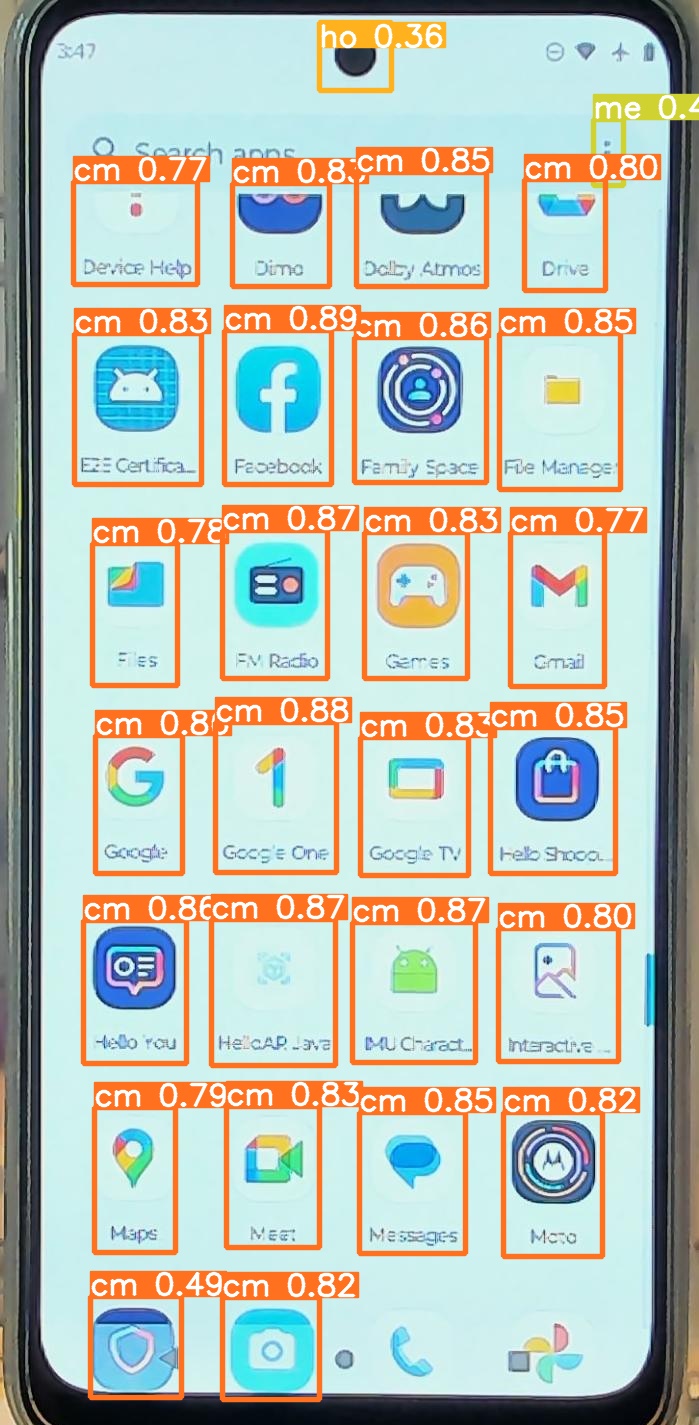 ho 0.36
3:47
me 0.4
Search apps
cm 0.77 cm 0.83 cm 0.85 cm 0.80
Device Help Dimo Dolby Atmos Drive
cm 0.83 cm 0.89 cm 0.86 cm 0.85
E2E Certifica... Facebook Family Space File Manager
cm 0.78 cm 0.87 cm 0.83 cm 0.77
Files FM Radio Games Gmail
cm 0.8 cm 0.88 cm 0.83 cm 0.85
Google Google One Google TV Hello Shopp...
cm 0.86 cm 0.87 cm 0.87 cm 0.80
Hello You HelloAR Java IMU Charact... Interactive ...
cm 0.79 cm 0.83 cm 0.85 cm 0.82
Maps Meet Messages Moto
cm 0.49 cm 0.82